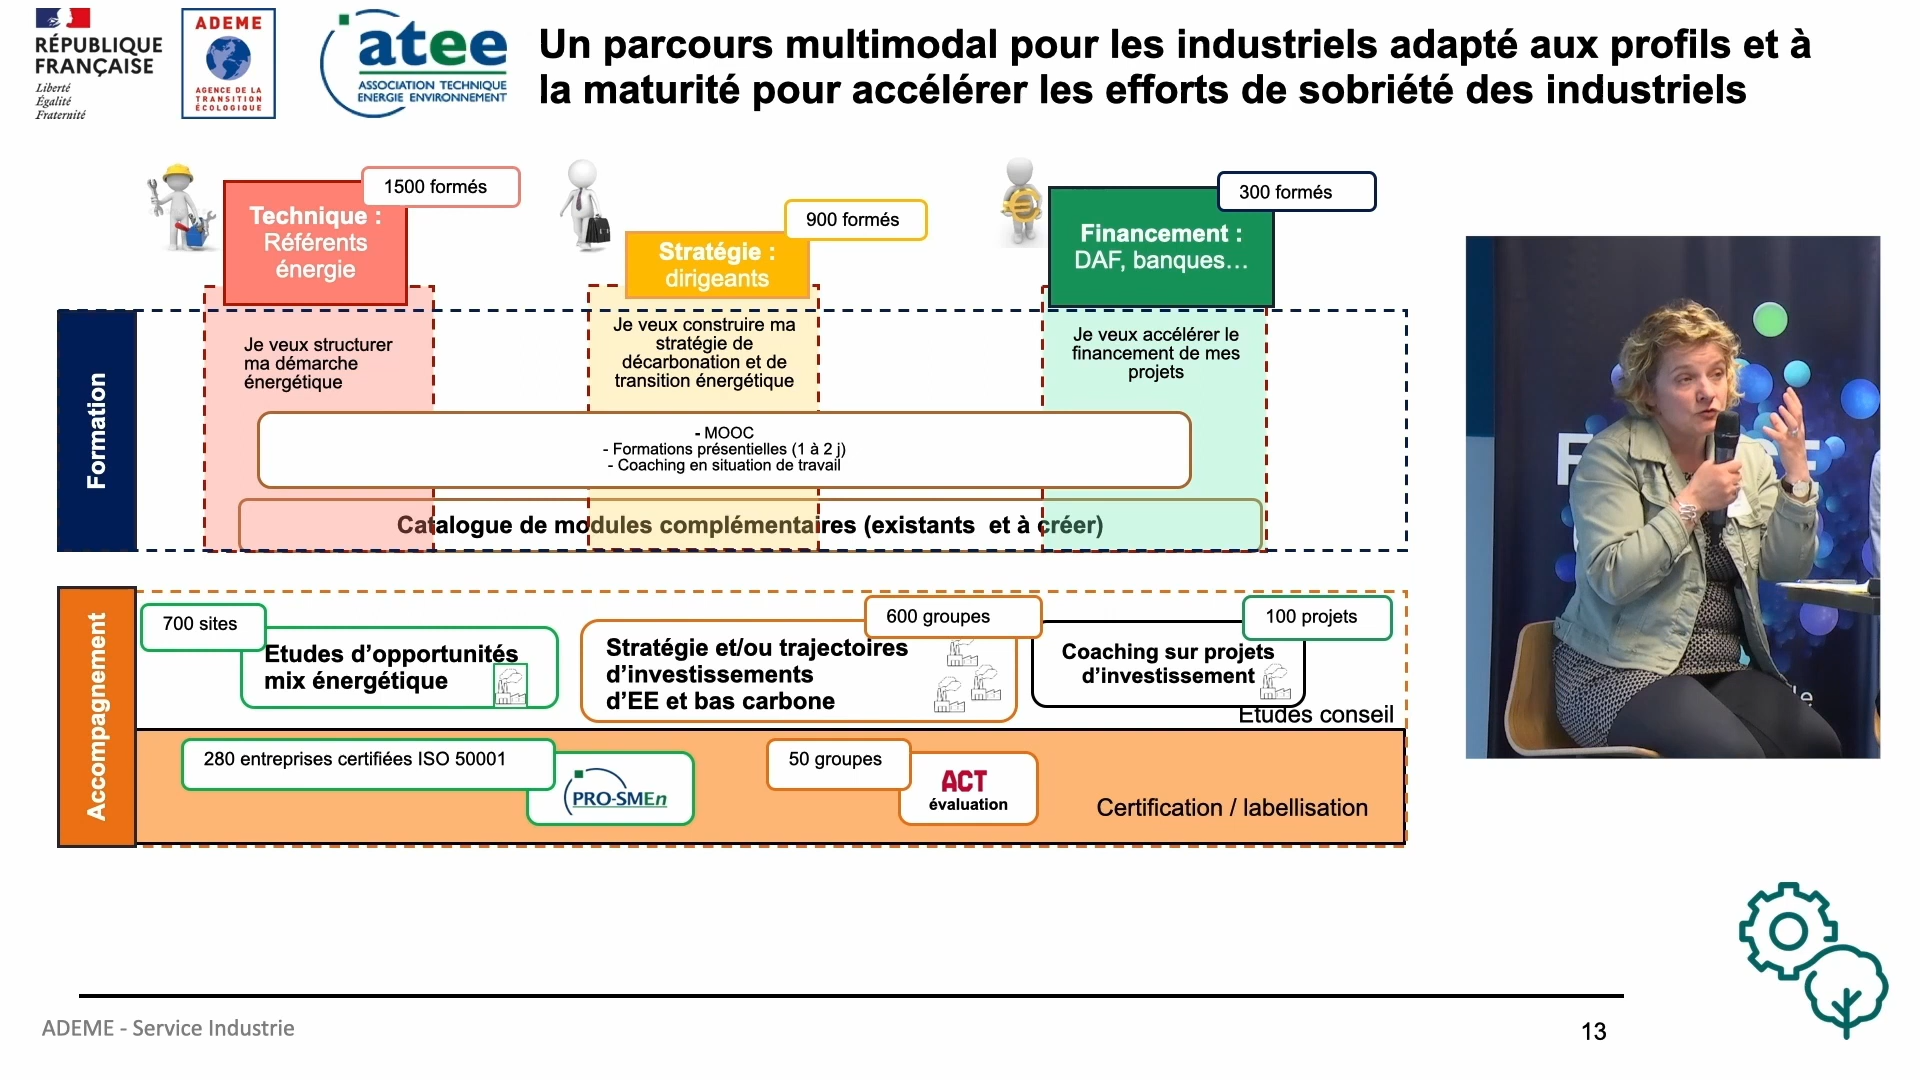 RÉPUBLIQUE
FRANÇAISE
Liberté
Égalité
Fraternité
ADEME
AGENCE DE LA
TRANSITION
ÉCOLOGIQUE
atee
ASSOCIATION TECHNIQUE
ENERGIE ENVIRONNEMENT
Un parcours multimodal pour les industriels adapté aux profils et à
la maturité pour accélérer les efforts de sobriété des industriels
1500 formés
Technique :
Référents
énergie
900 formés
Stratégie :
dirigeants
300 formés
Financement :
DAF, banques…
Formation
Je veux structurer
ma démarche
énergétique
Je veux construire ma
stratégie de
décarbonation et de
transition énergétique
Je veux accélérer le
financement de mes
projets
- MOOC
- Formations présentielles (1 à 2 j)
- Coaching en situation de travail
Catalogue de modules complémentaires (existants  et à créer)
Accompagnement
700 sites
Etudes d’opportunités
mix énergétique
600 groupes
Stratégie et/ou trajectoires
d’investissements
d’EE et bas carbone
100 projets
Coaching sur projets
d’investissement
Etudes conseil
280 entreprises certifiées ISO 50001
PRO-SMEn
50 groupes
ACT
évaluation
Certification / labellisation
ADEME - Service Industrie
13